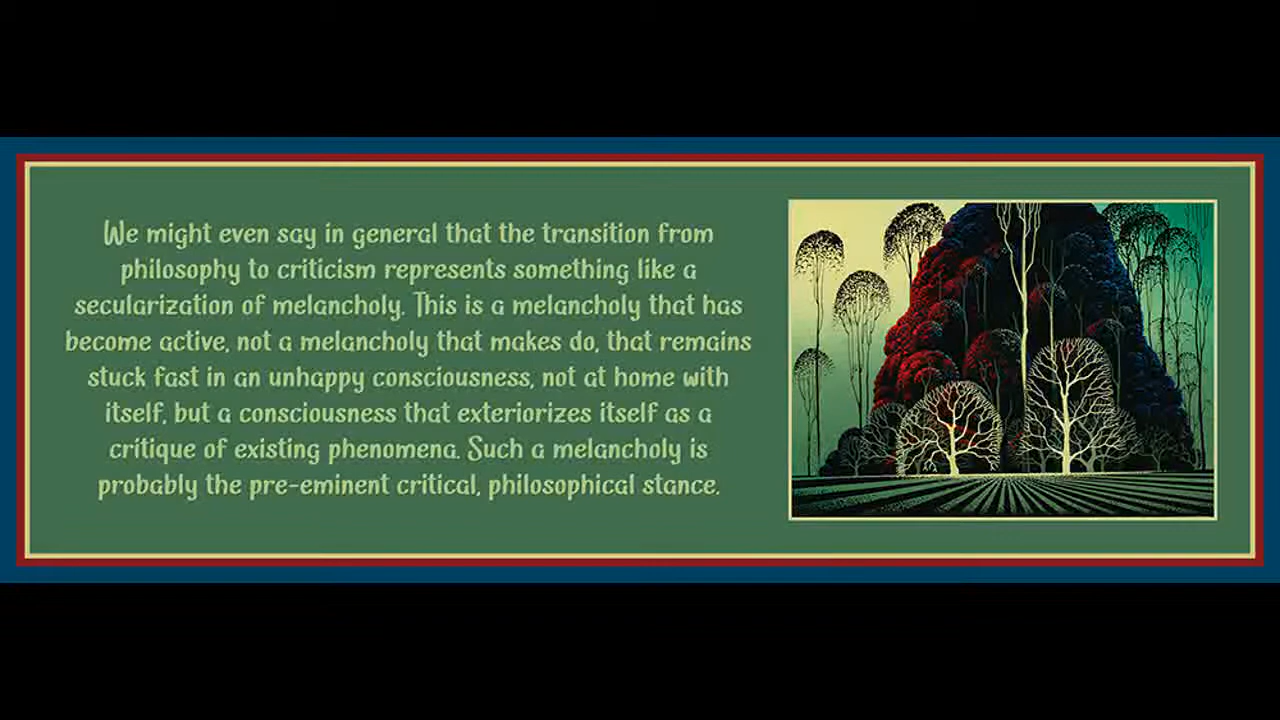 We might even say in general that the transition from
philosophy to criticism represents something like a
secularization of melancholy. This is a melancholy that has
become active, not a melancholy that makes do, that remains
stuck fast in an unhappy consciousness, not at home with
itself, but a consciousness that exteriorizes itself as a
critique of existing phenomena. Such a melancholy is
probably the pre-eminent critical, philosophical stance.